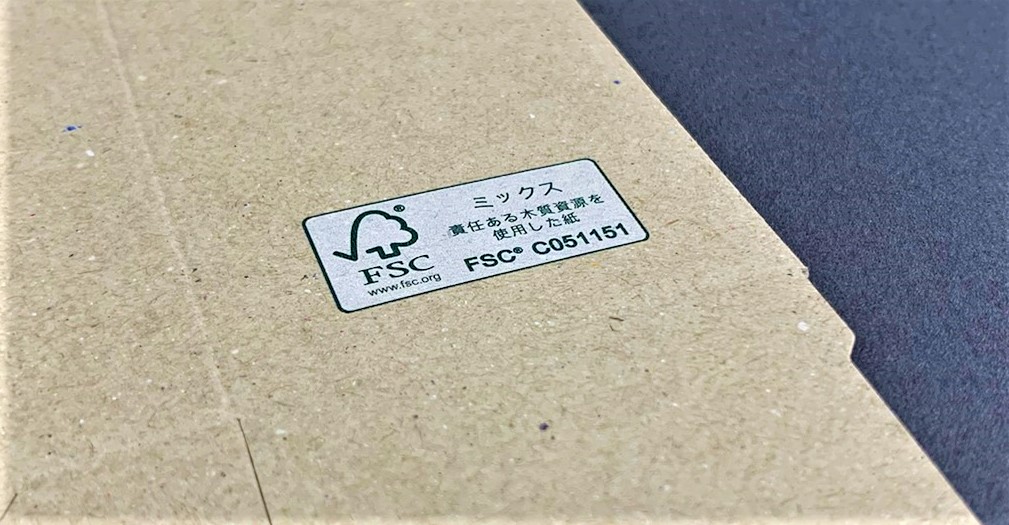 ミックス
責任ある木質資源を
使用した紙
FSC® C051151
®
FSC
www.fsc.org